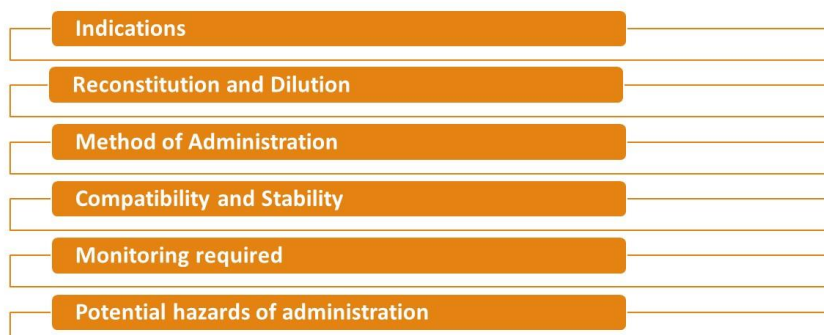 Indications
Reconstitution and Dilution
Method of Administration
Compatibility and Stability
Monitoring required
Potential hazards of administration